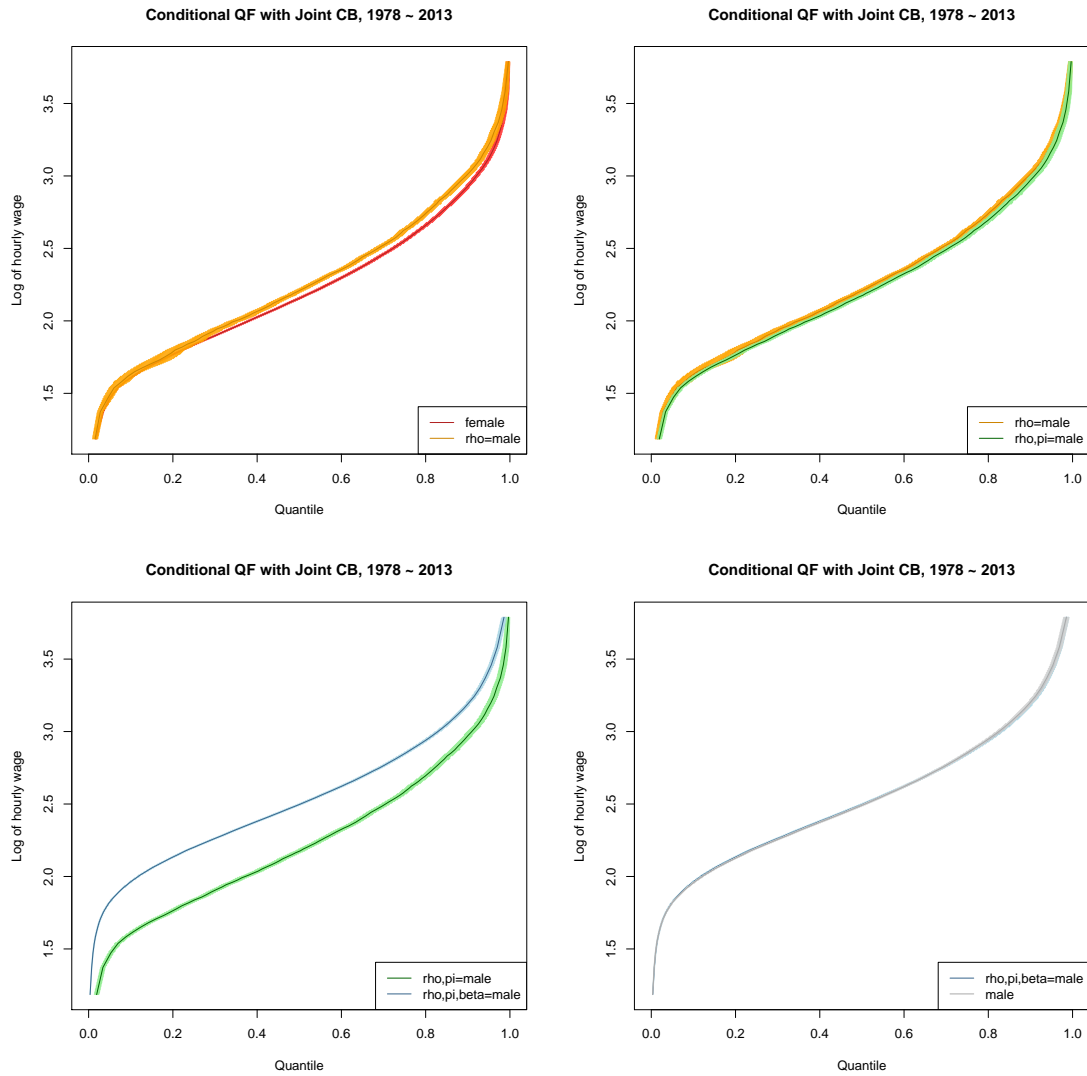 Conditional QF with Joint CB, 1978 ~ 2013
Log of hourly wage
3.5
3.0
2.5
2.0
1.5
female
rho=male
0.0 0.2 0.4 0.6 0.8 1.0
Quantile
Conditional QF with Joint CB, 1978 ~ 2013
Log of hourly wage
3.5
3.0
2.5
2.0
1.5
rho=male
rho,pi=male
0.0 0.2 0.4 0.6 0.8 1.0
Quantile
Conditional QF with Joint CB, 1978 ~ 2013
Log of hourly wage
3.5
3.0
2.5
2.0
1.5
rho,pi=male
rho,pi,beta=male
0.0 0.2 0.4 0.6 0.8 1.0
Quantile
Conditional QF with Joint CB, 1978 ~ 2013
Log of hourly wage
3.5
3.0
2.5
2.0
1.5
rho,pi,beta=male
male
0.0 0.2 0.4 0.6 0.8 1.0
Quantile